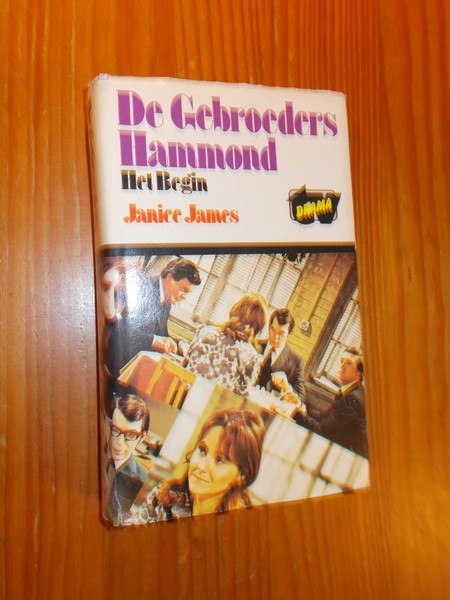 De Gebroeders
Hammond
Het Begin
Janice James
DRAMA